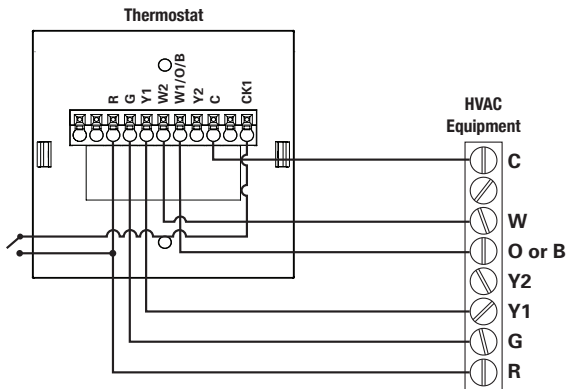 Thermostat
R G Y1 W2 W1/O/B Y2 C CK1
HVAC
Equipment
C
W
O or B
Y2
Y1
G
R